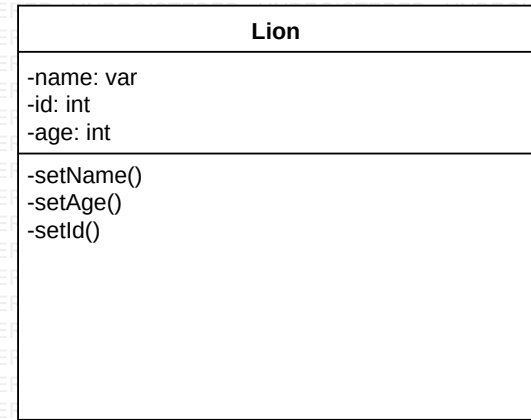 Lion
-name: var
-id: int
-age: int
-setName()
-setAge()
-setId()